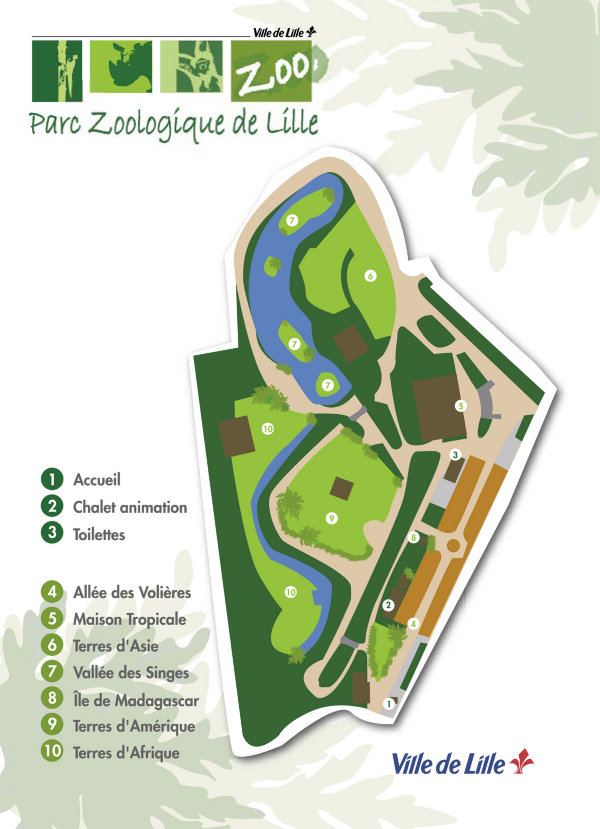 Ville de Lille
ZOO
Parc Zoologique de Lille
7
6
7
7
5
10
3
9
8
10
2
4
1
1 Accueil
2 Chalet animation
3 Toilettes
4 Allée des Volières
5 Maison Tropicale
6 Terres d'Asie
7 Vallée des Singes
8 Île de Madagascar
9 Terres d'Amérique
10 Terres d'Afrique
Ville de Lille